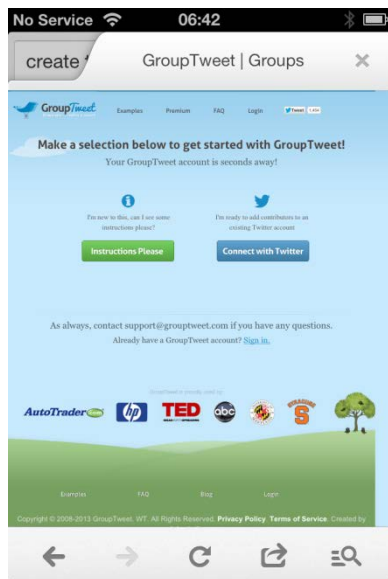 No Service 06:42
create
GroupTweet | Groups
GroupTweet Examples Premium FAQ Login Tweet
Make a selection below to get started with GroupTweet!
Your GroupTweet account is seconds away!
I'm new to this, can I see some
instructions please?
Instructions Please
I'm ready to add contributors to an
existing Twitter account
Connect with Twitter
As always, contact support@grouptweet.com if you have any questions.
Already have a GroupTweet account? Sign in.
AutoTrader.com hp TED abc S
Examples FAQ Blog Login
Copyright © 2008-2013 GroupTweet, WT. All Rights Reserved. Privacy Policy. Terms of Service. Created by